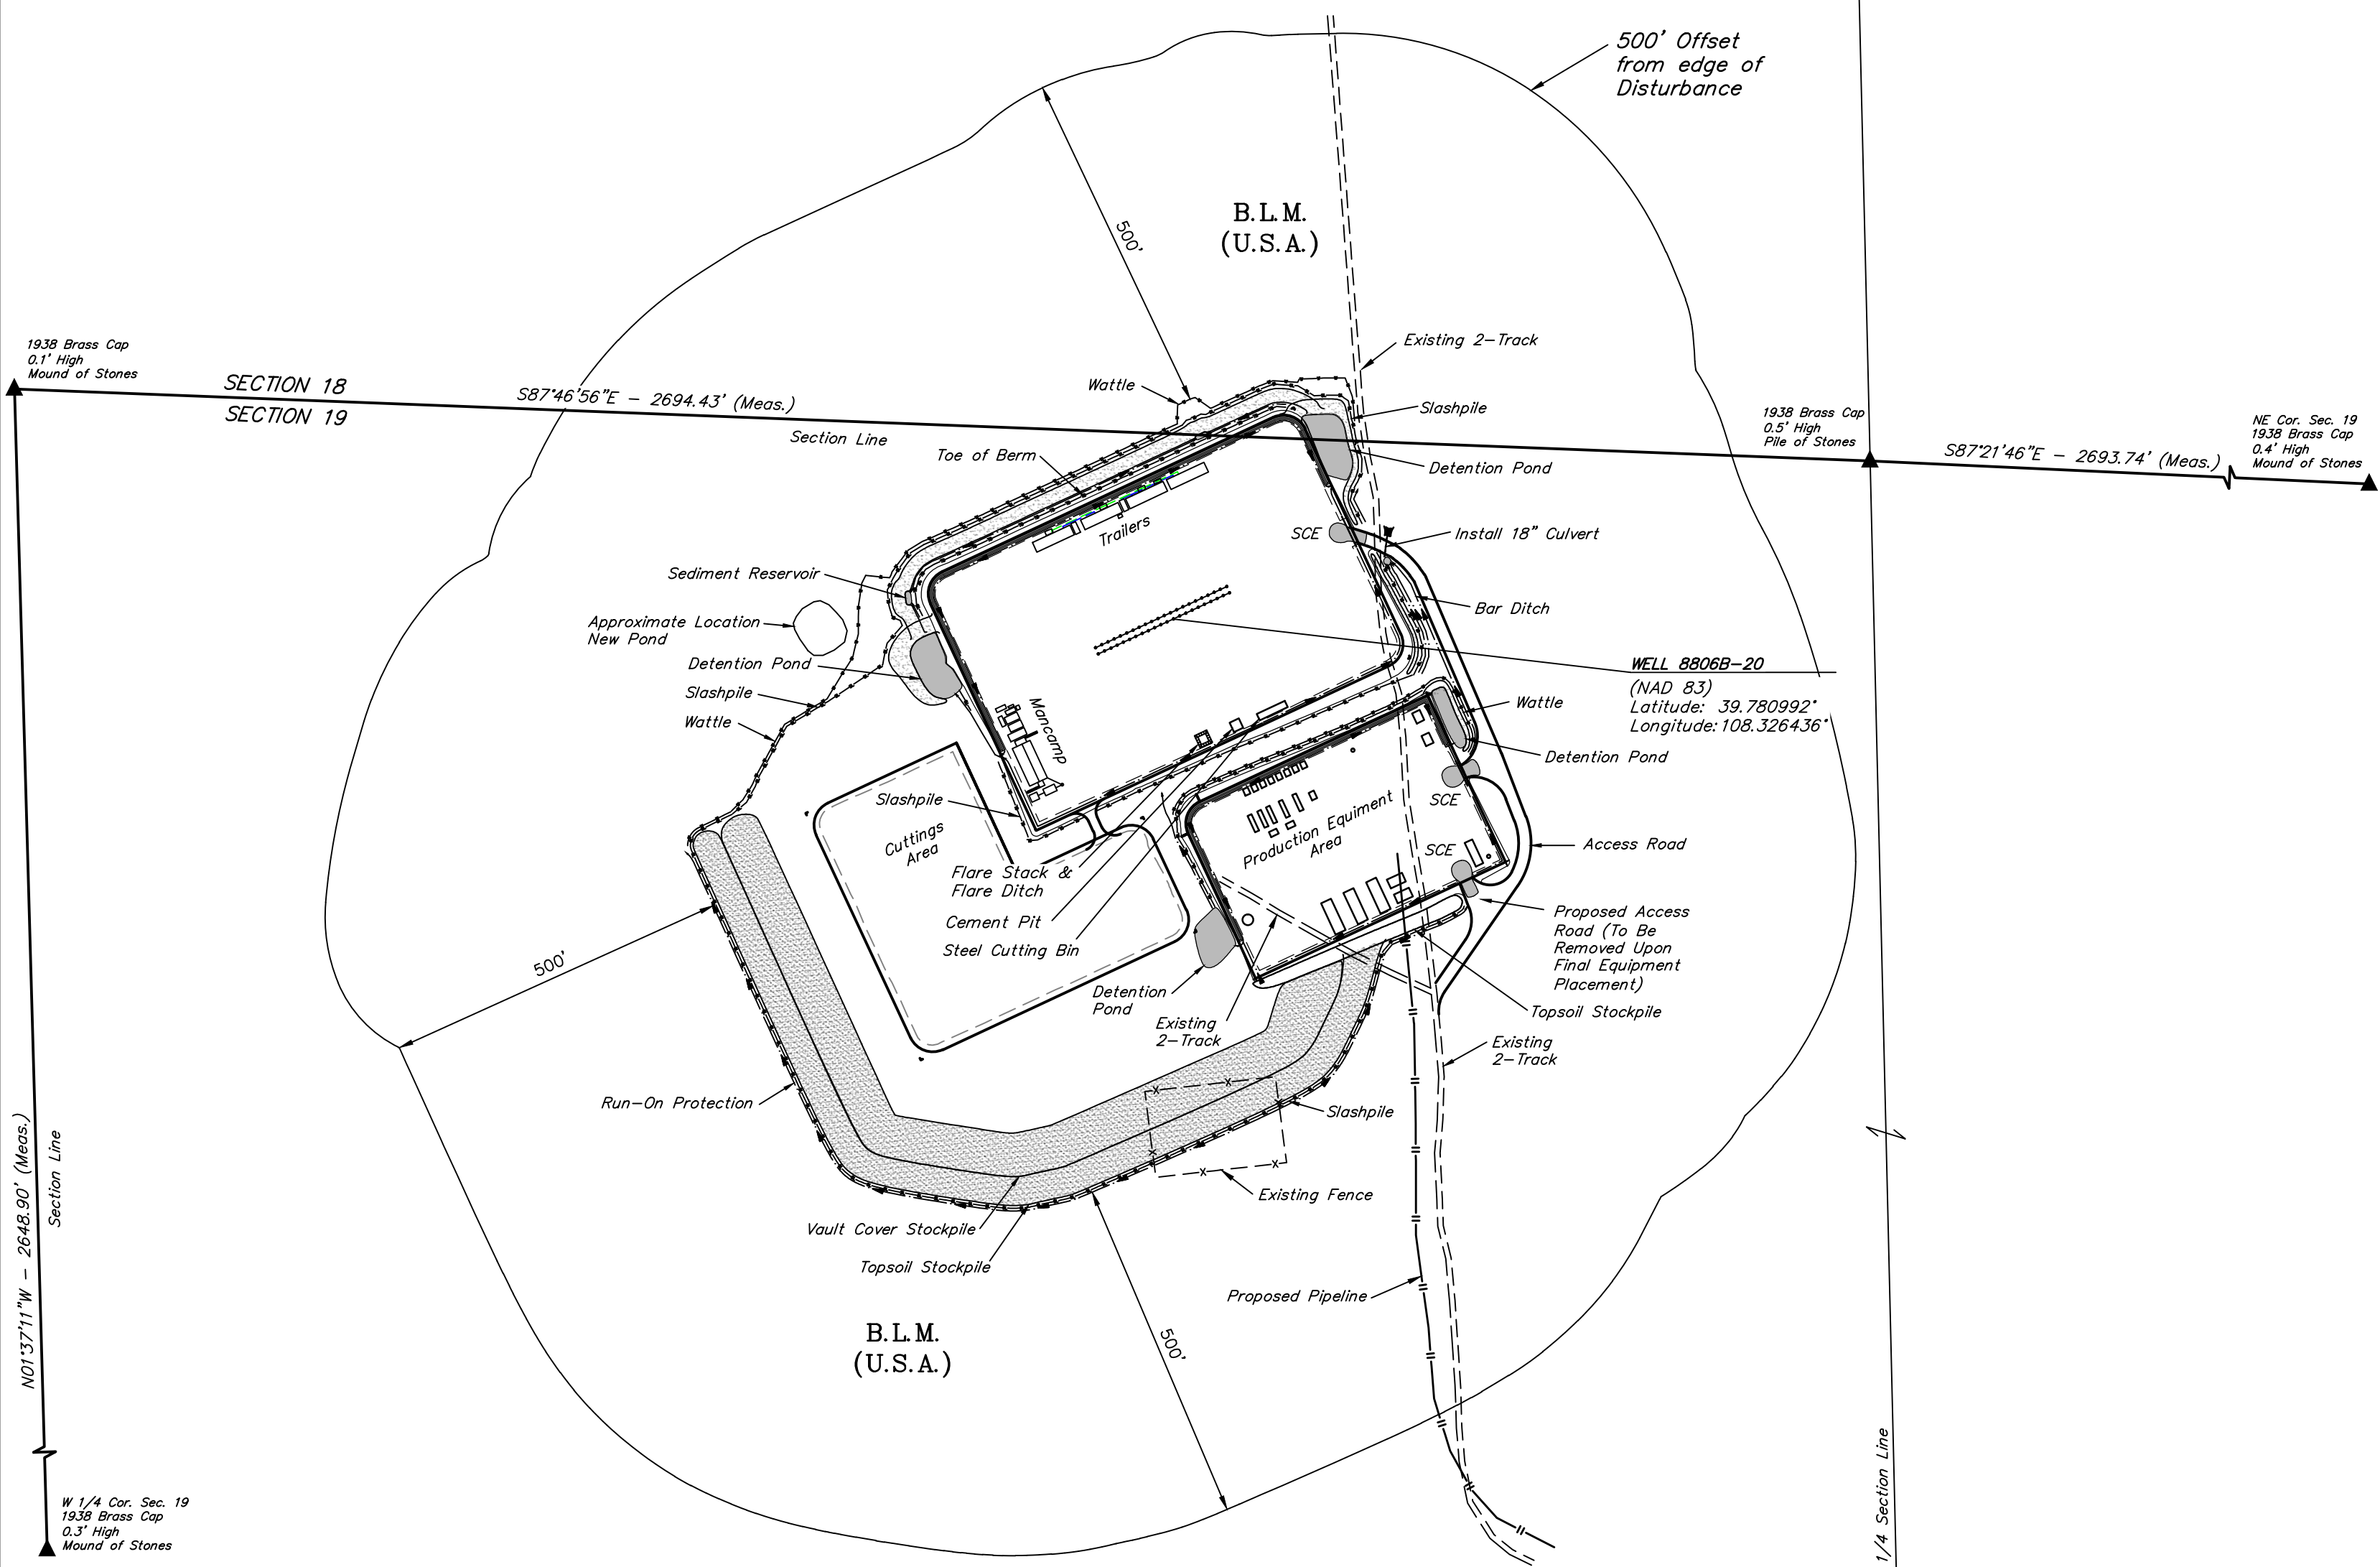 500' Offset
from edge of
Disturbance
B.L.M.
(U.S.A.)
500'
Existing 2-Track
1938 Brass Cap
0.1' High
Mound of Stones
SECTION 18
SECTION 19
S87°46'56"E - 2694.43' (Meas.)
Section Line
Wattle
Slashpile
Toe of Berm
Detention Pond
1938 Brass Cap
0.5' High
Pile of Stones
S87°21'46"E - 2693.74' (Meas.)
NE Cor. Sec. 19
1938 Brass Cap
0.4' High
Mound of Stones
Trailers
SCE
Install 18" Culvert
Sediment Reservoir
Bar Ditch
Approximate Location
New Pond
Detention Pond
Slashpile
Wattle
WELL 8806B-20
(NAD 83)
Latitude: 39.780992°
Longitude: 108.326436°
Mancamp
Wattle
Detention Pond
Slashpile
Cuttings
Area
Production Equiment
Area
SCE
SCE
Access Road
Flare Stack &
Flare Ditch
Cement Pit
Steel Cutting Bin
Proposed Access
Road (To Be
Removed Upon
Final Equipment
Placement)
500'
Detention
Pond
Existing
2-Track
Topsoil Stockpile
Existing
2-Track
Run-On Protection
Slashpile
Existing Fence
Vault Cover Stockpile
Topsoil Stockpile
Proposed Pipeline
B.L.M.
(U.S.A.)
500'
N01°37'11"W - 2648.90' (Meas.)
Section Line
1/4 Section Line
W 1/4 Cor. Sec. 19
1938 Brass Cap
0.3' High
Mound of Stones